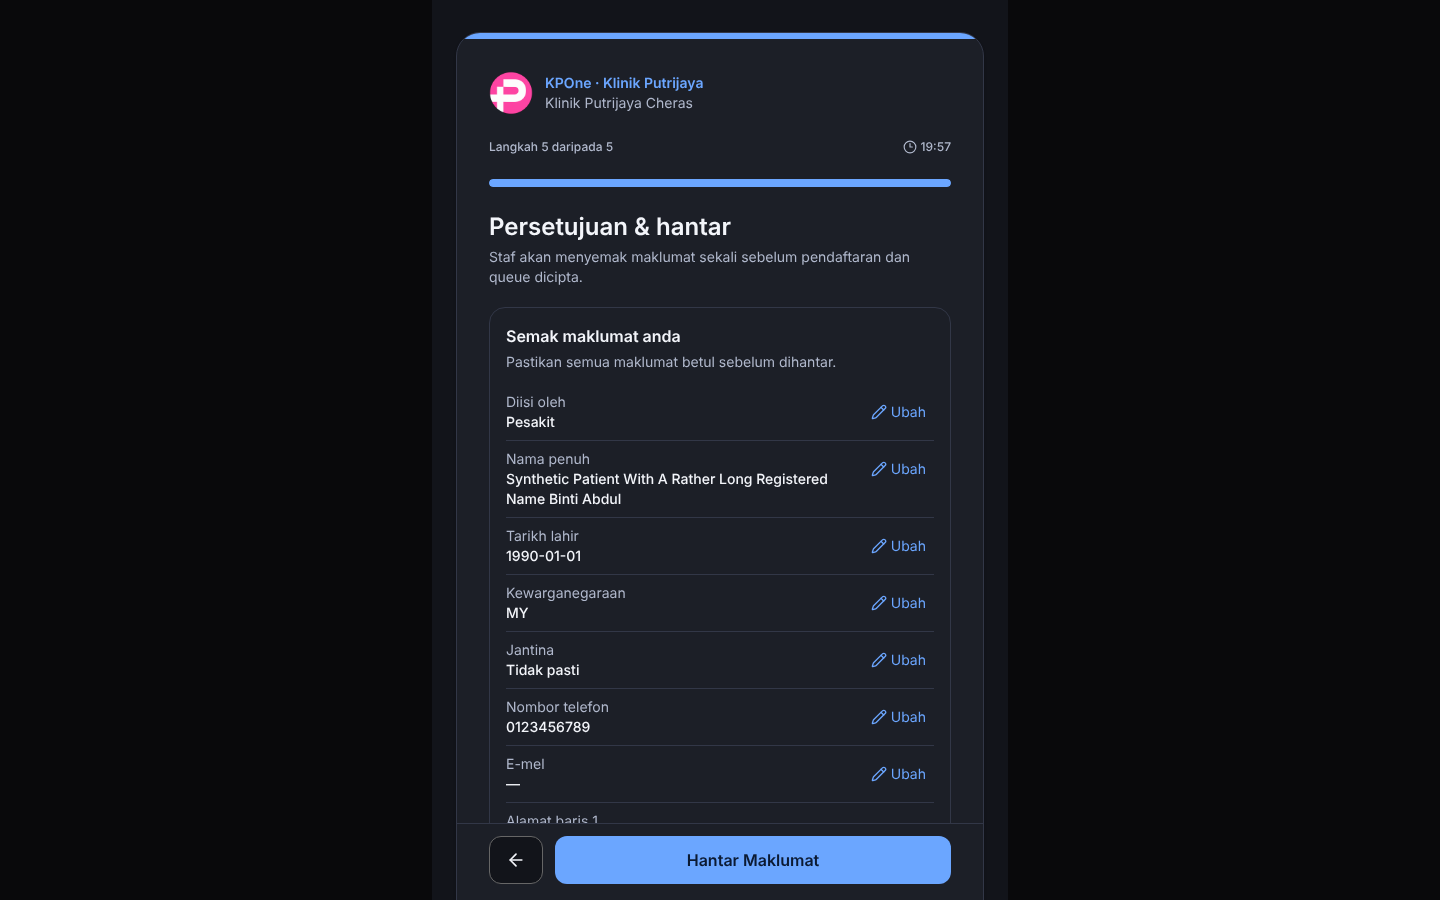 KPOne · Klinik Putrijaya
Klinik Putrijaya Cheras
Langkah 5 daripada 5
19:57
Persetujuan & hantar
Staf akan menyemak maklumat sekali sebelum pendaftaran dan
queue dicipta.
Semak maklumat anda
Pastikan semua maklumat betul sebelum dihantar.
Diisi oleh
Pesakit
Ubah
Nama penuh
Synthetic Patient With A Rather Long Registered
Name Binti Abdul
Ubah
Tarikh lahir
1990-01-01
Ubah
Kewarganegaraan
MY
Ubah
Jantina
Tidak pasti
Ubah
Nombor telefon
0123456789
Ubah
E-mel
—
Ubah
Alamat baris 1
Hantar Maklumat